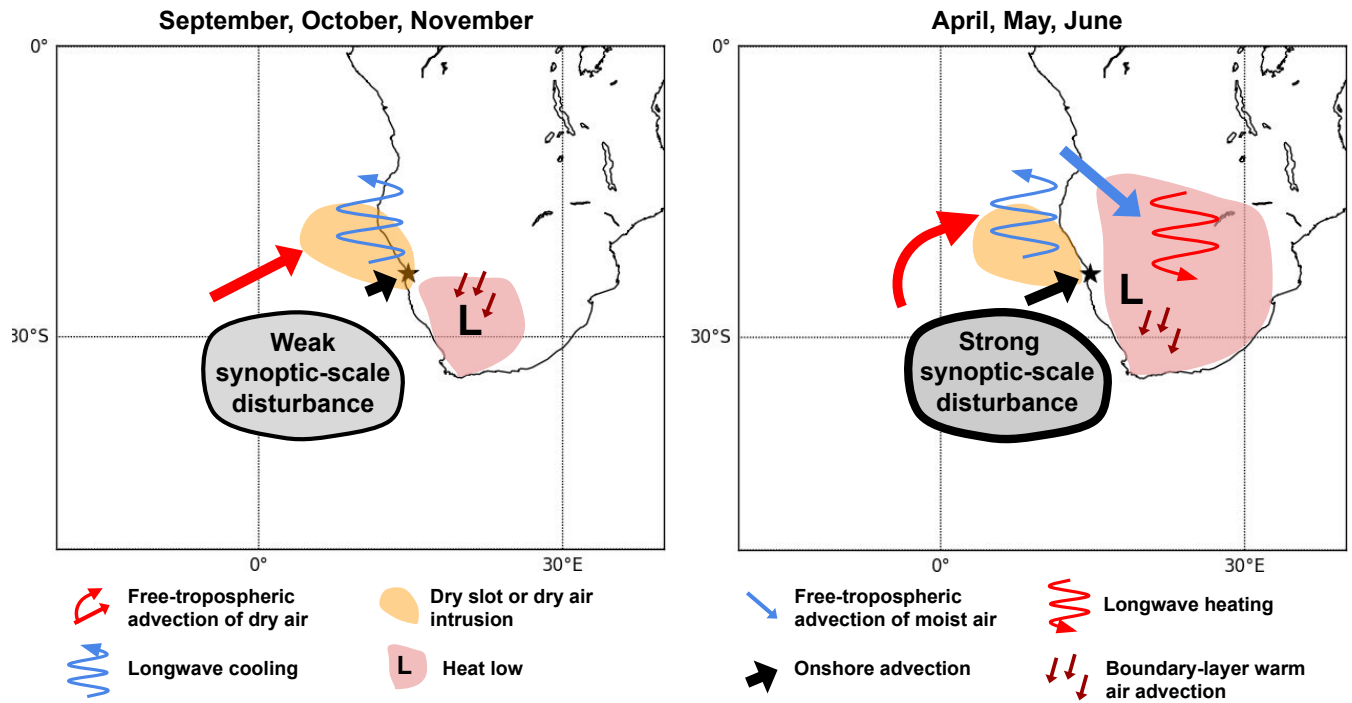 September, October, November
April, May, June
0°
30°S
Weak
synoptic-scale
disturbance
L
0°
30°E
0°
30°S
Strong
synoptic-scale
disturbance
L
0°
30°E
Free-tropospheric
advection of dry air
Dry slot or dry air
intrusion
Longwave cooling
L
Heat low
Free-tropospheric
advection of moist air
Longwave heating
Onshore advection
Boundary-layer warm
air advection